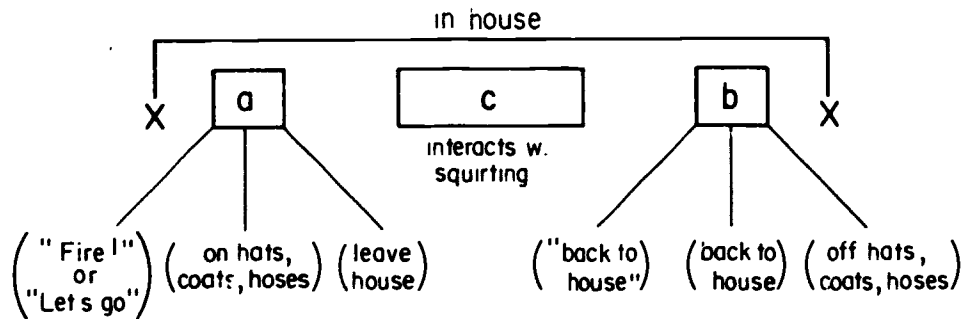 in house
X a c b X
interacts w.
squirting
("Fire!"
or
"Let s go")
(on hats,
coats, hoses)
(leave
house)
("back to
house")
(back to
house)
(off hats,
coats, hoses)